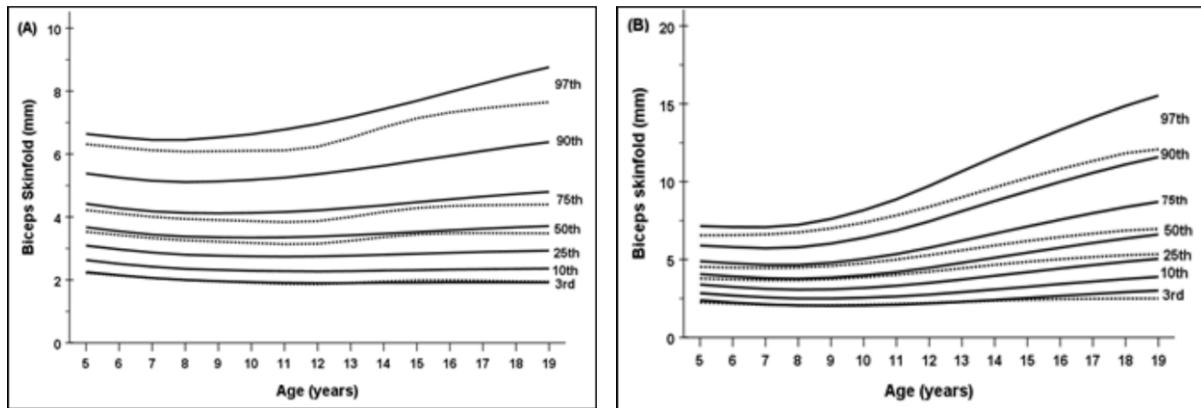 (A)
Biceps Skinfold (mm)
10
8
6
4
2
0
97th
90th
75th
50th
25th
10th
3rd
5 6 7 8 9 10 11 12 13 14 15 16 17 18 19
Age (years)
(B)
Biceps skinfold (mm)
20
15
10
5
0
97th
90th
75th
50th
25th
10th
3rd
5 6 7 8 9 10 11 12 13 14 15 16 17 18 19
Age (years)